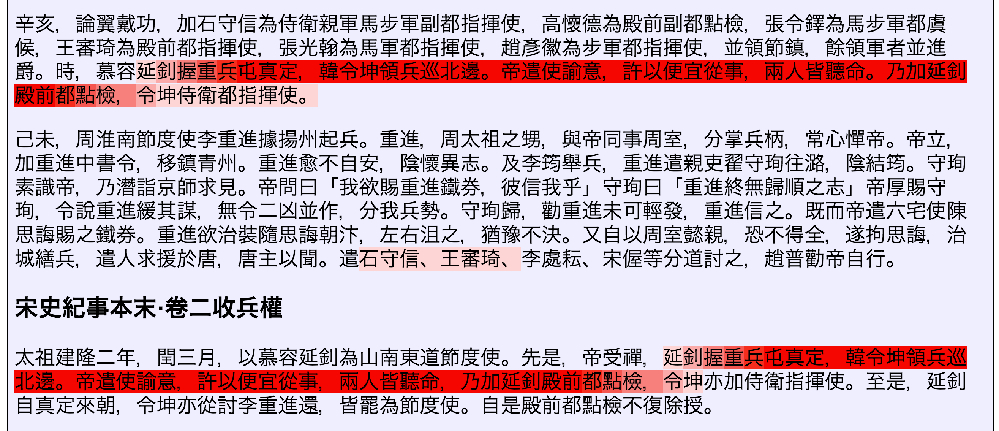 辛亥，論翼戴功，加石守信為侍衛親軍馬步軍副都指揮使，高懷德為殿前副都點檢，張令鐸為馬步軍都虞
候，王審琦為殿前都指揮使，張光翰為馬軍都指揮使，趙彥徽為步軍都指揮使，並領節鎮，餘領軍者並進
爵。時，慕容延釗握重兵屯真定，韓令坤領兵巡北邊。帝遣使諭意，許以便宜從事，兩人皆聽命。乃加延釗
殿前都點檢，令坤侍衛都指揮使。
己未，周淮南節度使李重進據揚州起兵。重進，周太祖之甥，與帝同事周室，分掌兵柄，常心憚帝。帝立，
加重進中書令，移鎮青州。重進愈不自安，陰懷異志。及李筠舉兵，重進遣親吏翟守珣往潞，陰結筠。守珣
素識帝，乃潛詣京師求見。帝問曰「我欲賜重進鐵券，彼信我乎」守珣曰「重進終無歸順之志」帝厚賜守
珣，令說重進緩其謀，無令二凶並作，分我兵勢。守珣歸，勸重進未可輕發，重進信之。既而帝遣六宅使陳
思誨賜之鐵券。重進欲治裝隨思誨朝汴，左右沮之，猶豫不決。又自以周室懿親，恐不得全，遂拘思誨，治
城繕兵，遣人求援於唐，唐主以聞。遣石守信、王審琦、李處耘、宋偓等分道討之，趙普勸帝自行。
宋史紀事本末·卷二收兵權
太祖建隆二年，閏三月，以慕容延釗為山南東道節度使。先是，帝受禪，延釗握重兵屯真定，韓令坤領兵巡
北邊。帝遣使諭意，許以便宜從事，兩人皆聽命，乃加延釗殿前都點檢，令坤亦加侍衛指揮使。至是，延釗
自真定來朝，令坤亦從討李重進還，皆罷為節度使。自是殿前都點檢不復除授。